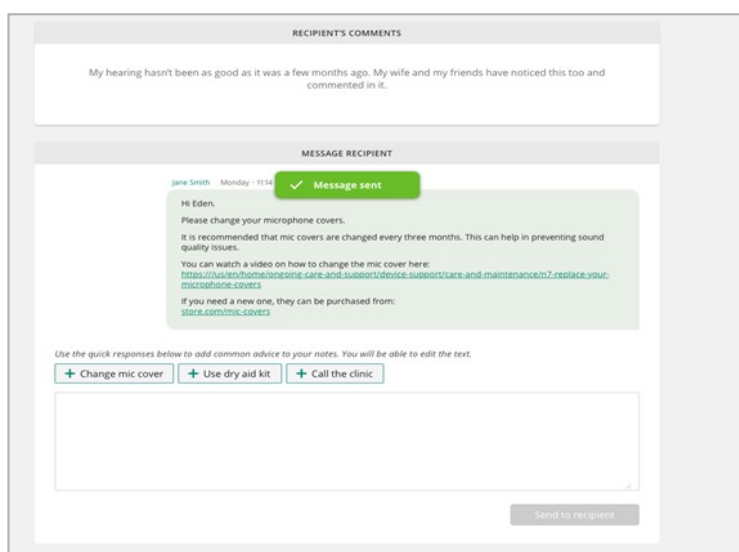 RECIPIENT'S COMMENTS
My hearing hasn't been as good as it was a few months ago. My wife and my friends have noticed this too and
commented in it.
MESSAGE RECIPIENT
Jane Smith Monday - 11:14
✓ Message sent
Hi Eden,
Please change your microphone covers.
It is recommended that mic covers are changed every three months. This can help in preventing sound
quality issues.
You can watch a video on how to change the mic cover here:
https:///us/en/home/ongoing-care-and-support/device-support/care-and-maintenance/n7-replace-your-
microphone-covers
If you need a new one, they can be purchased from:
store.com/mic-covers
Use the quick responses below to add common advice to your notes. You will be able to edit the text.
+ Change mic cover + Use dry aid kit + Call the clinic
Send to recipient